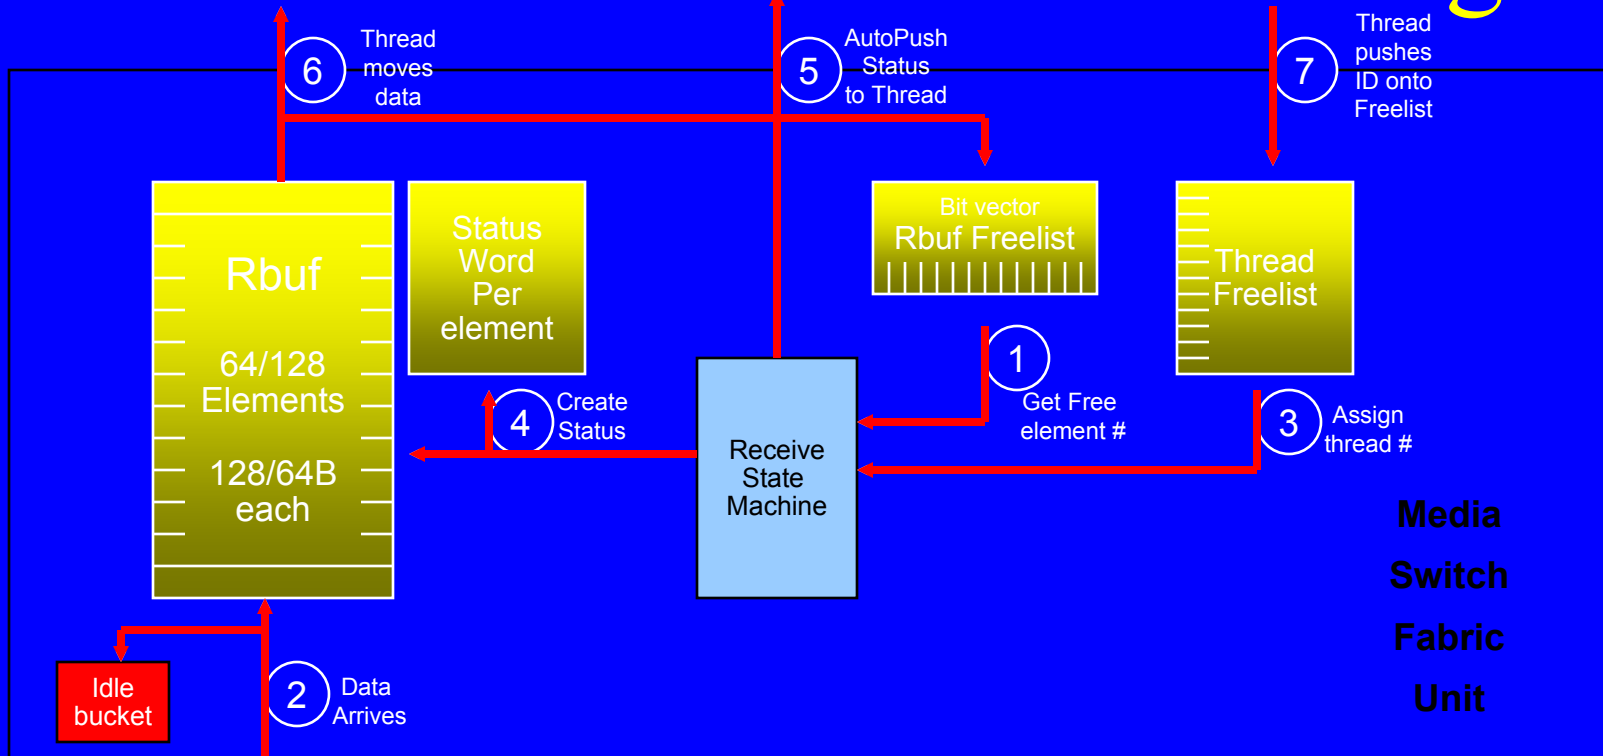 g
6
Thread
moves
data
5
AutoPush
Status
to Thread
7
Thread
pushes
ID onto
Freelist
Rbuf
64/128
Elements
128/64B
each
Status
Word
Per
element
Bit vector
Rbuf Freelist
Thread
Freelist
1
Get Free
element #
3
Assign
thread #
4
Create
Status
Receive
State
Machine
Media
Switch
Fabric
Unit
Idle
bucket
2
Data
Arrives